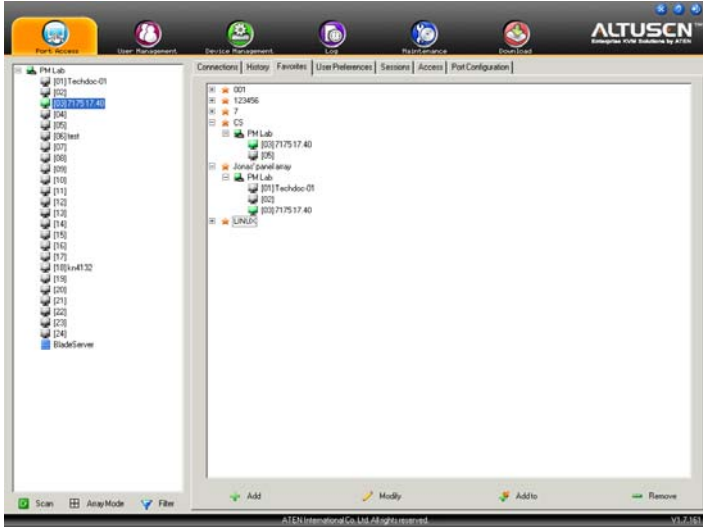 Port Access
User Management
Device Management
Log
Maintenance
Download
ALTUSCN™
Enterprise KVM Solutions by ATEN
PM Lab
[01]Techdoc-01
[02]
[03]7175 17.40
[04]
[05]
[06]test
[07]
[08]
[09]
[10]
[11]
[12]
[13]
[14]
[15]
[16]
[17]
[18]kn4132
[19]
[20]
[21]
[22]
[23]
[24]
BladeServer
Scan
Array Mode
Filter
Connections
History
Favorites
User Preferences
Sessions
Access
Port Configuration
001
123456
7
CS
PM Lab
[03]7175 17.40
[05]
Jonas' panel array
PM Lab
[01]Techdoc-01
[02]
[03]7175 17.40
LINUX
Add
Modify
Add to
Remove
ATEN International Co. Ltd. All rights reserved.
V1.7.161